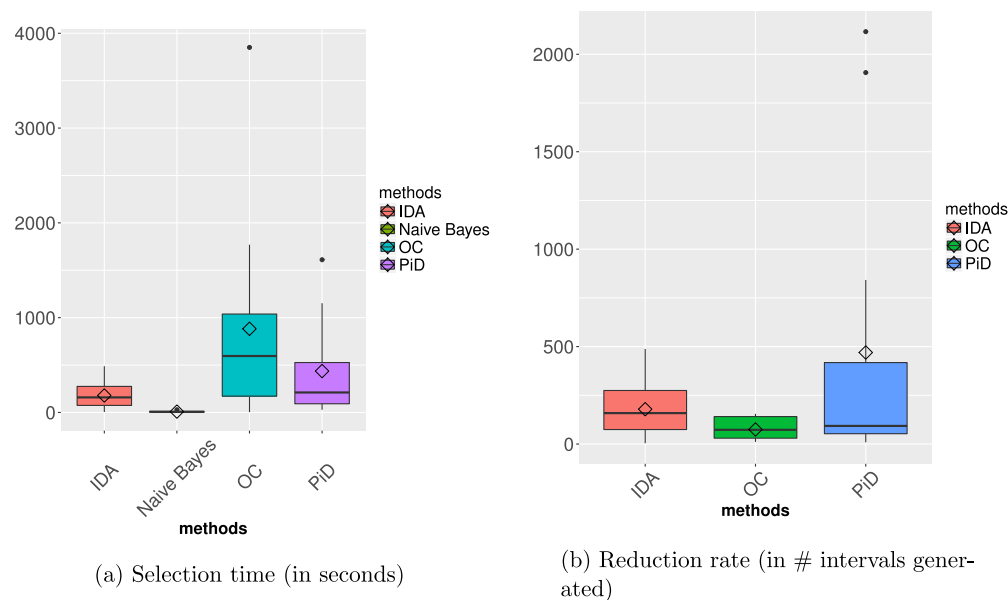 4000
3000
2000
1000
0
IDA
Naive Bayes
OC
PiD
methods
methods
IDA
Naive Bayes
OC
PiD
(a) Selection time (in seconds)
2000
1500
1000
500
0
IDA
OC
PiD
methods
methods
IDA
OC
PiD
(b) Reduction rate (in # intervals gener-
ated)